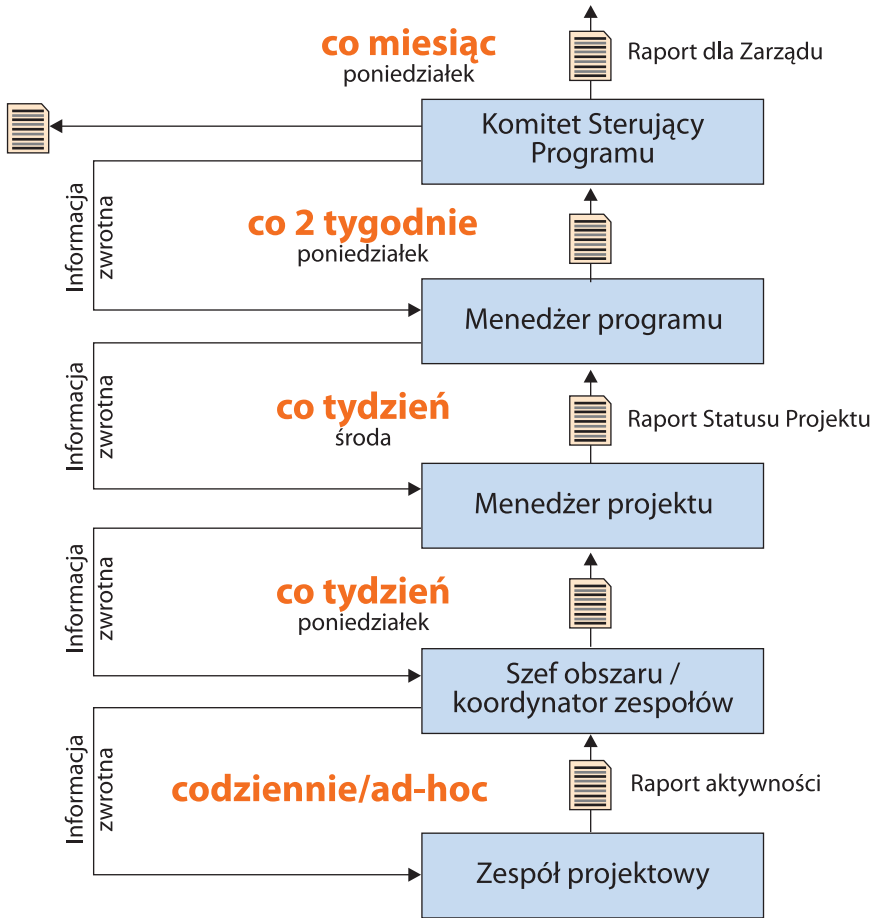 co miesiąc
poniedziałek
Raport dla Zarządu
Komitet Sterujący
Programu
Informacja
zwrotna
co 2 tygodnie
poniedziałek
Menedżer programu
Informacja
zwrotna
co tydzień
środa
Raport Statusu Projektu
Menedżer projektu
Informacja
zwrotna
co tydzień
poniedziałek
Szef obszaru /
koordynator zespołów
Informacja
zwrotna
codziennie/ad-hoc
Raport aktywności
Zespół projektowy